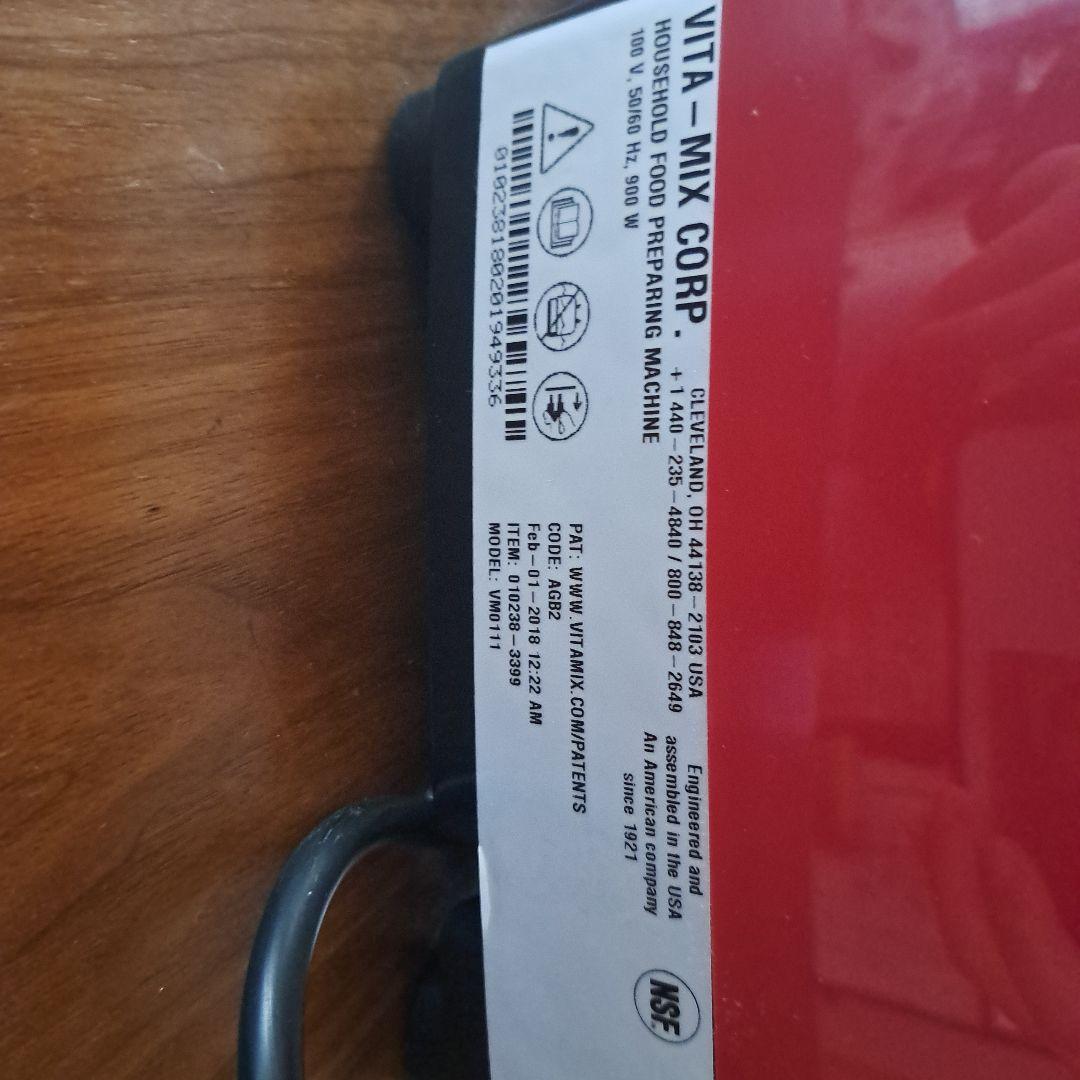 VITA-MIX CORP.
CLEVELAND, OH 44138-2103 USA
+1 440-235-4840 / 800-848-2649
HOUSEHOLD FOOD PREPARING MACHINE
100 V, 50/60 Hz, 900 W
Engineered and
assembled in the USA
An American company
since 1921
010238180201949336
PAT: WWW.VITAMIX.COM/PATENTS
CODE: AGB2
Feb-01-2018 12:22 AM
ITEM: 010238-3399
MODEL: VM0111
NSF®